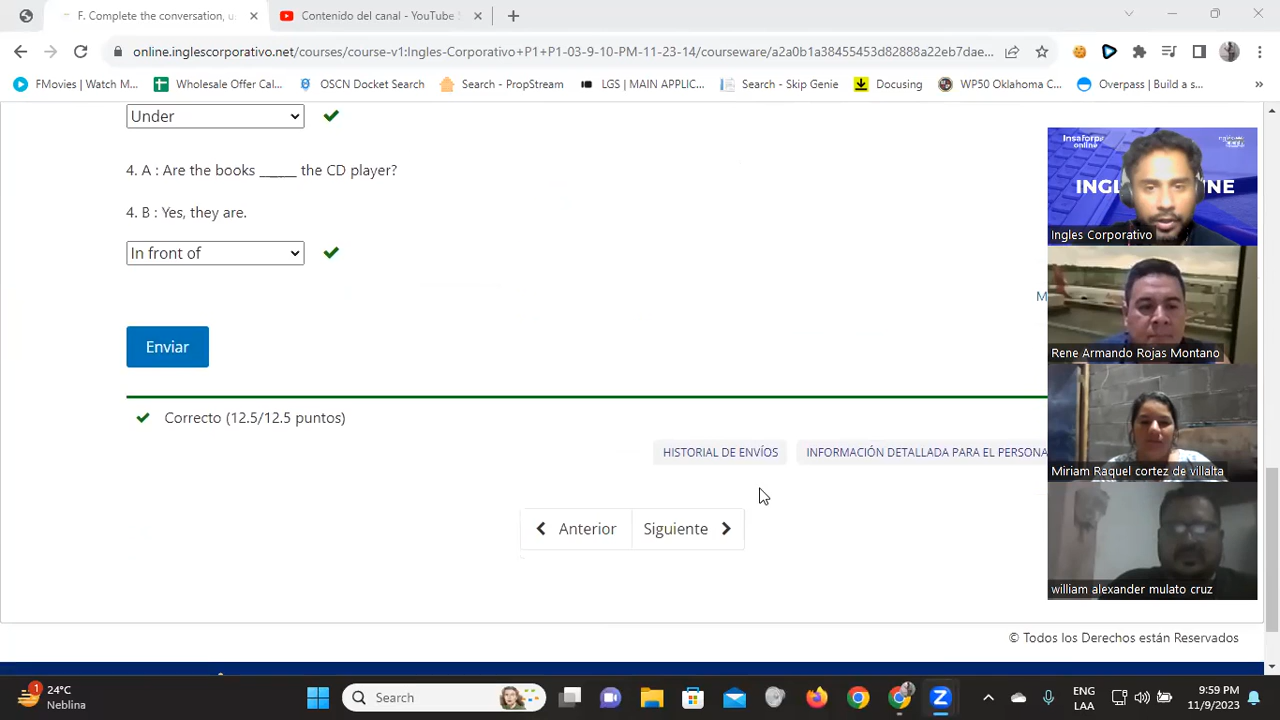 F. Complete the conversation, u
Contenido del canal - YouTube S
online.inglescorporativo.net/courses/course-v1:Ingles-Corporativo+P1+P1-03-9-10-PM-11-23-14/courseware/a2a0b1a38455453d82888a22eb7dae...
FMovies | Watch M...
Wholesale Offer Cal...
OSCN Docket Search
Search - PropStream
LGS | MAIN APPLIC...
Search - Skip Genie
Docusing
WP50 Oklahoma C...
Overpass | Build a s...
Under
4. A : Are the books _____ the CD player?
4. B : Yes, they are.
In front of
M
Enviar
Correcto (12.5/12.5 puntos)
HISTORIAL DE ENVÍOS
INFORMACIÓN DETALLADA PARA EL PERSONA
Anterior
Siguiente
Insaforp
online
INGL
INE
Ingles Corporativo
Rene Armando Rojas Montano
Miriam Raquel cortez de villalta
william alexander mulato cruz
© Todos los Derechos están Reservados
1
24°C
Neblina
Search
ENG
LAA
9:59 PM
11/9/2023